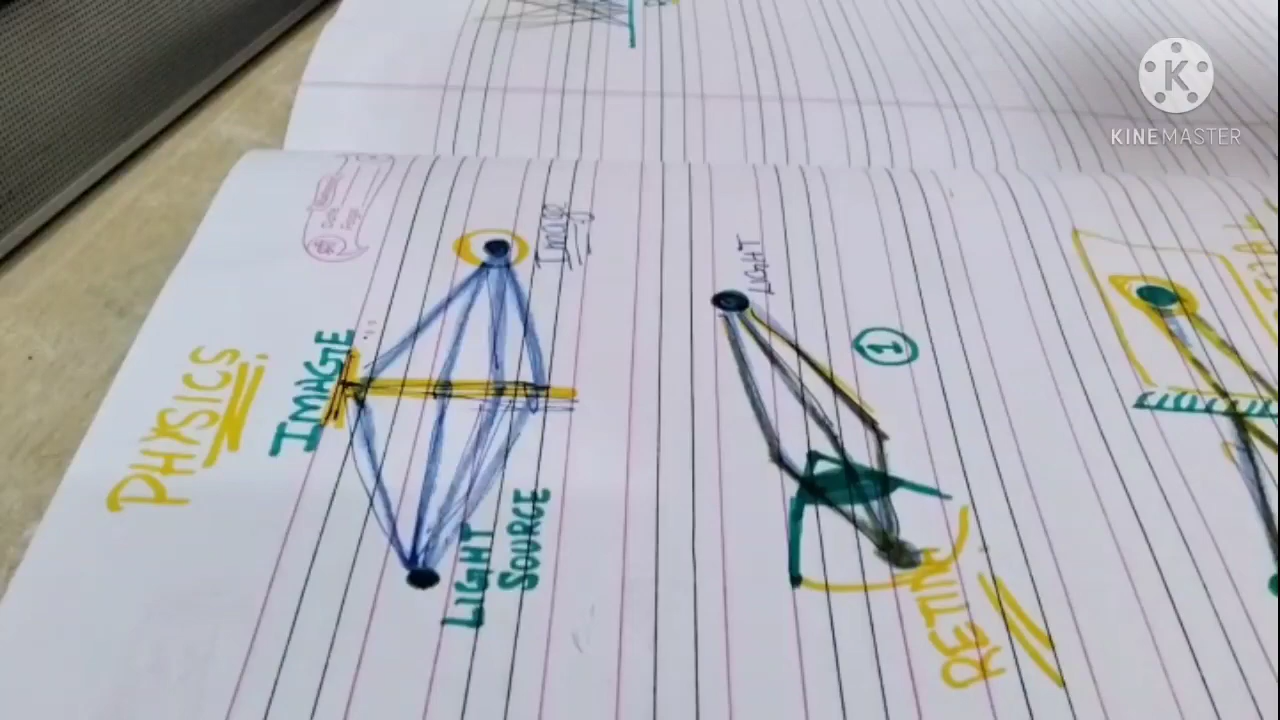 PHYSICS
IMAGE
Image
LIGHT
SOURCE
LIGHT
1
RETINA
KINEMASTER